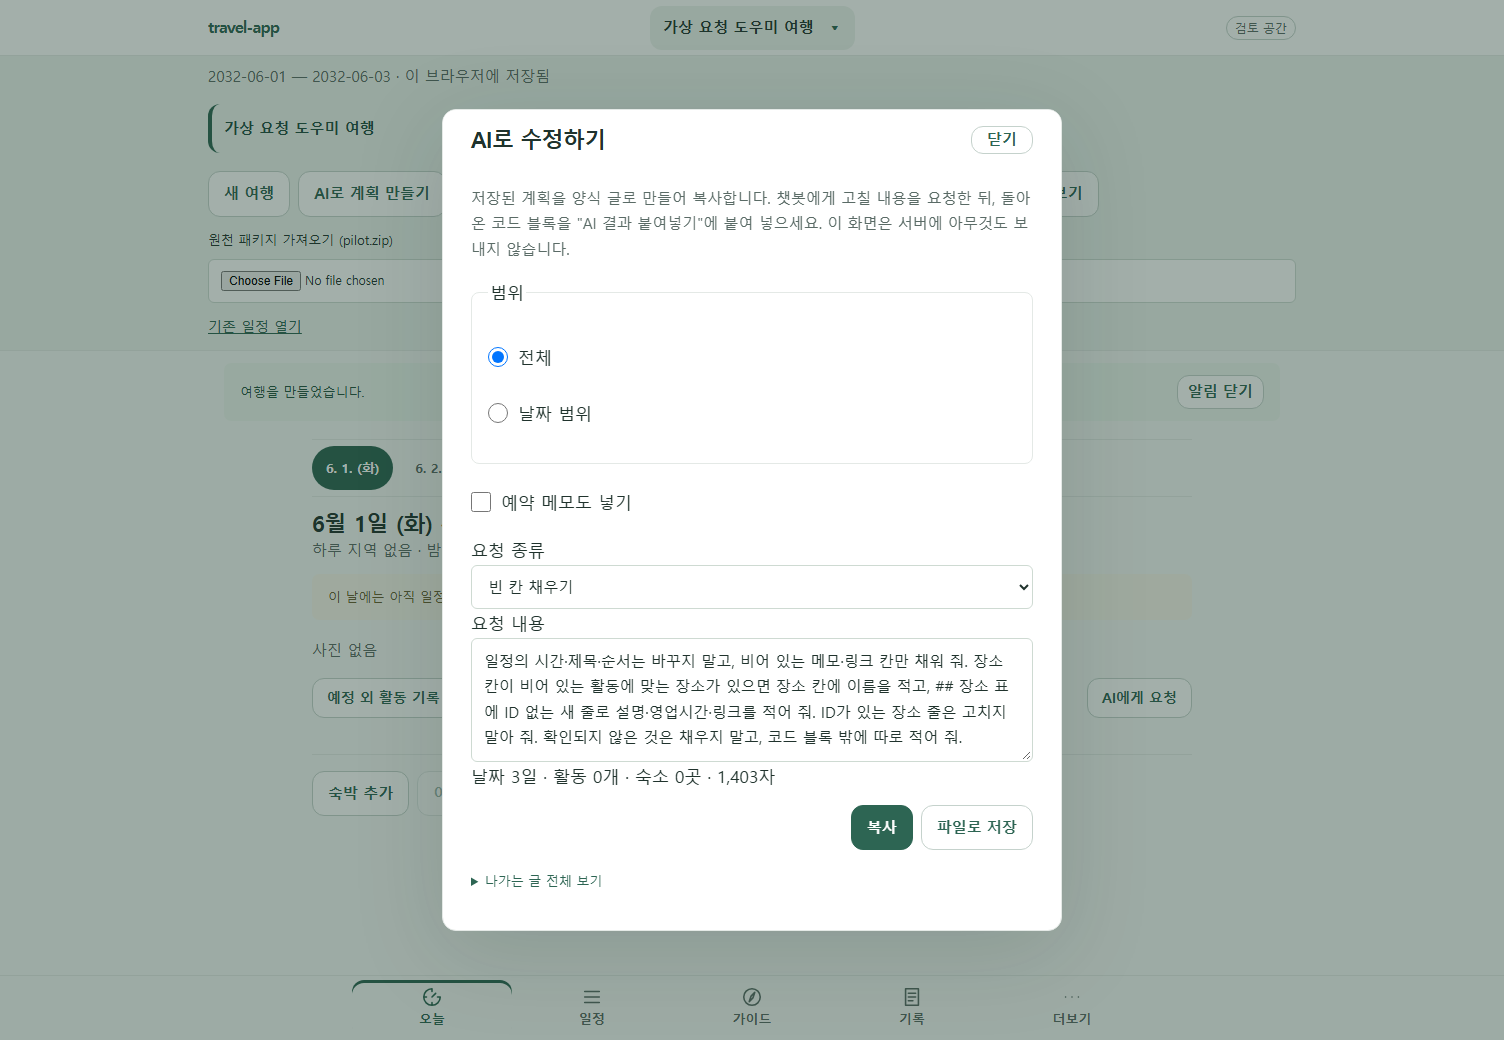 travel-app
가상 요청 도우미 여행
검토 공간
2032-06-01 — 2032-06-03 · 이 브라우저에 저장됨
가상 요청 도우미 여행
새 여행
AI로 계획 만들기
원천 패키지 가져오기 (pilot.zip)
Choose File No file chosen
기존 일정 열기
여행을 만들었습니다.
알림 닫기
6. 1. (화)
6. 2.
6월 1일 (화)
하루 지역 없음 · 밤
이 날에는 아직 일정
사진 없음
예정 외 활동 기록
AI에게 요청
숙박 추가
AI로 수정하기
닫기
저장된 계획을 양식 글로 만들어 복사합니다. 챗봇에게 고칠 내용을 요청한 뒤, 돌아
온 코드 블록을 "AI 결과 붙여넣기"에 붙여 넣으세요. 이 화면은 서버에 아무것도 보
내지 않습니다.
범위
전체
날짜 범위
예약 메모도 넣기
요청 종류
빈 칸 채우기
요청 내용
일정의 시간·제목·순서는 바꾸지 말고, 비어 있는 메모·링크 칸만 채워 줘. 장소
칸이 비어 있는 활동에 맞는 장소가 있으면 장소 칸에 이름을 적고, ## 장소 표
에 ID 없는 새 줄로 설명·영업시간·링크를 적어 줘. ID가 있는 장소 줄은 고치지
말아 줘. 확인되지 않은 것은 채우지 말고, 코드 블록 밖에 따로 적어 줘.
날짜 3일 · 활동 0개 · 숙소 0곳 · 1,403자
복사
파일로 저장
나가는 글 전체 보기
오늘
일정
가이드
기록
더보기